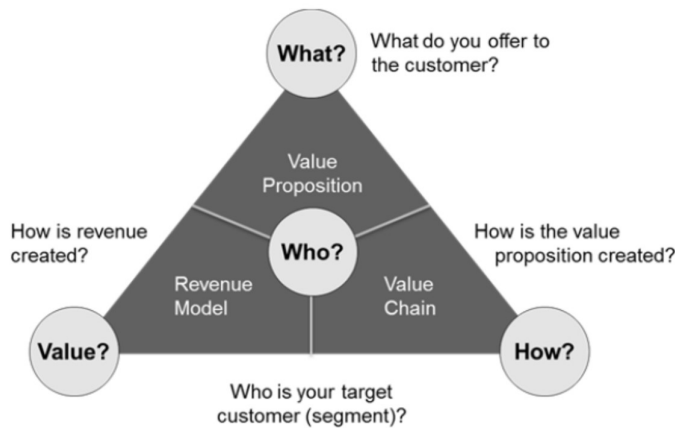 What?
What do you offer to
the customer?
Value
Proposition
How is revenue
created?
Who?
How is the value
proposition created?
Revenue
Model
Value
Chain
Value?
How?
Who is your target
customer (segment)?